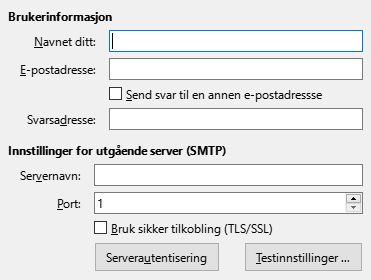 Brukerinformasjon
Navnet ditt:
E-postadresse:
Send svar til en annen e-postadressse
Svarsadresse:
Innstillinger for utgående server (SMTP)
Servernavn:
Port: 1
Bruk sikker tilkobling (TLS/SSL)
Serverautentisering Testinnstillinger ...